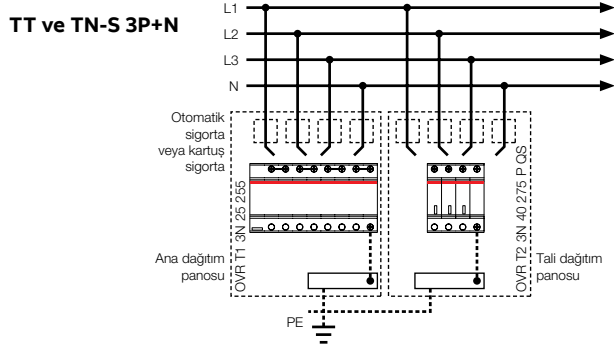 TT ve TN-S 3P+N
L1
L2
L3
N
Otomatik
sigorta
veya kartuş
sigorta
OVR T1 3N 25 255
OVR T2 3N 40 275 P QS
Ana dağıtım
panosu
Tali dağıtım
panosu
PE